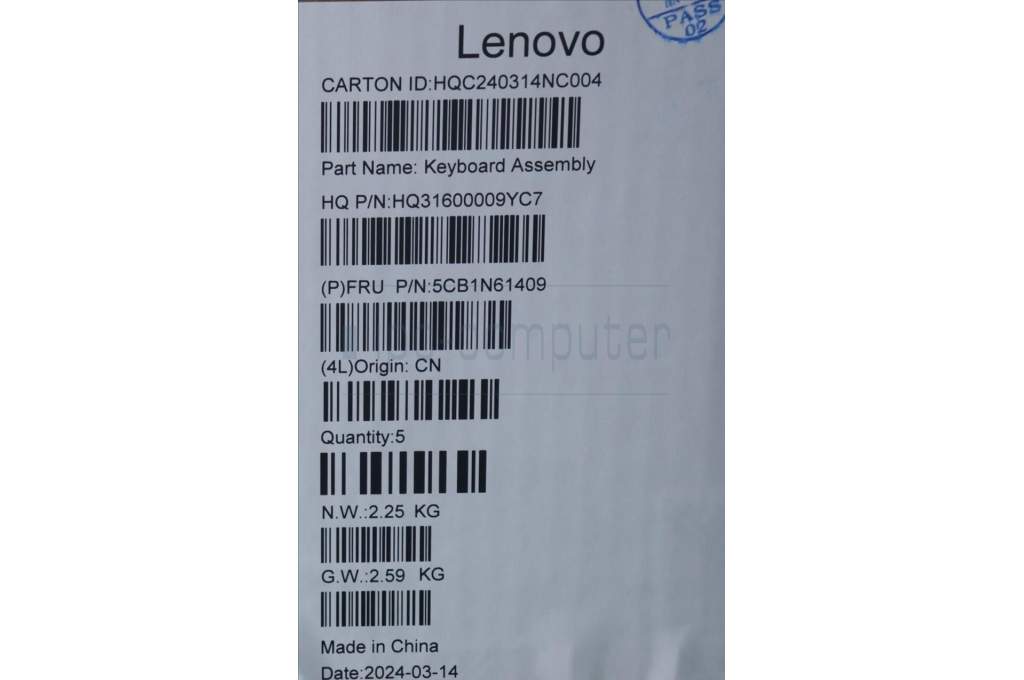 Lenovo
PASS
02
CARTON ID:HQC240314NC004
Part Name: Keyboard Assembly
HQ P/N:HQ31600009YC7
(P)FRU P/N:5CB1N61409
computer
(4L)Origin: CN
Quantity:5
N.W.:2.25 KG
G.W.:2.59 KG
Made in China
Date:2024-03-14